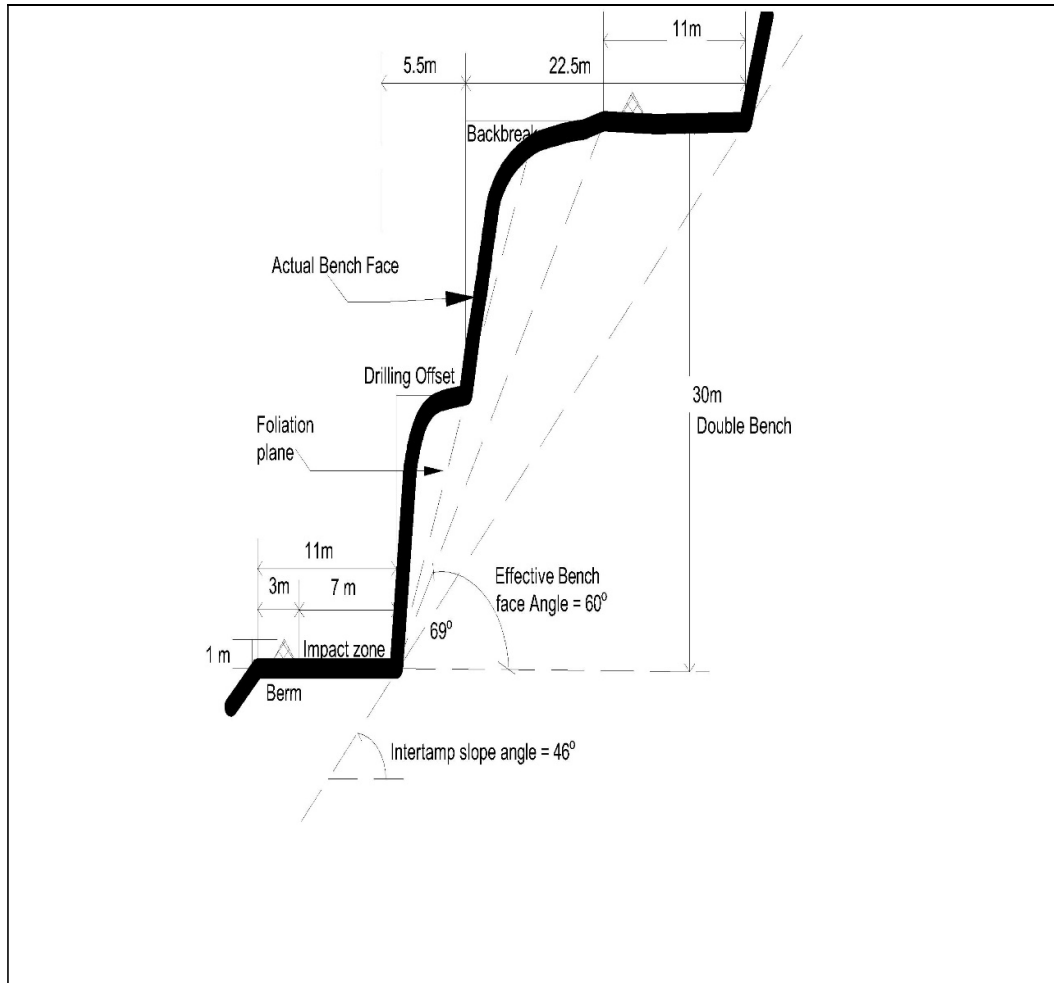 11m
5.5m
22.5m
Backbreak
Actual Bench Face
Drilling Offset
30m
Double Bench
Foliation
plane
11m
3m
7 m
Effective Bench
face Angle = 60°
69°
1 m
Impact zone
Berm
Intertamp slope angle = 46°